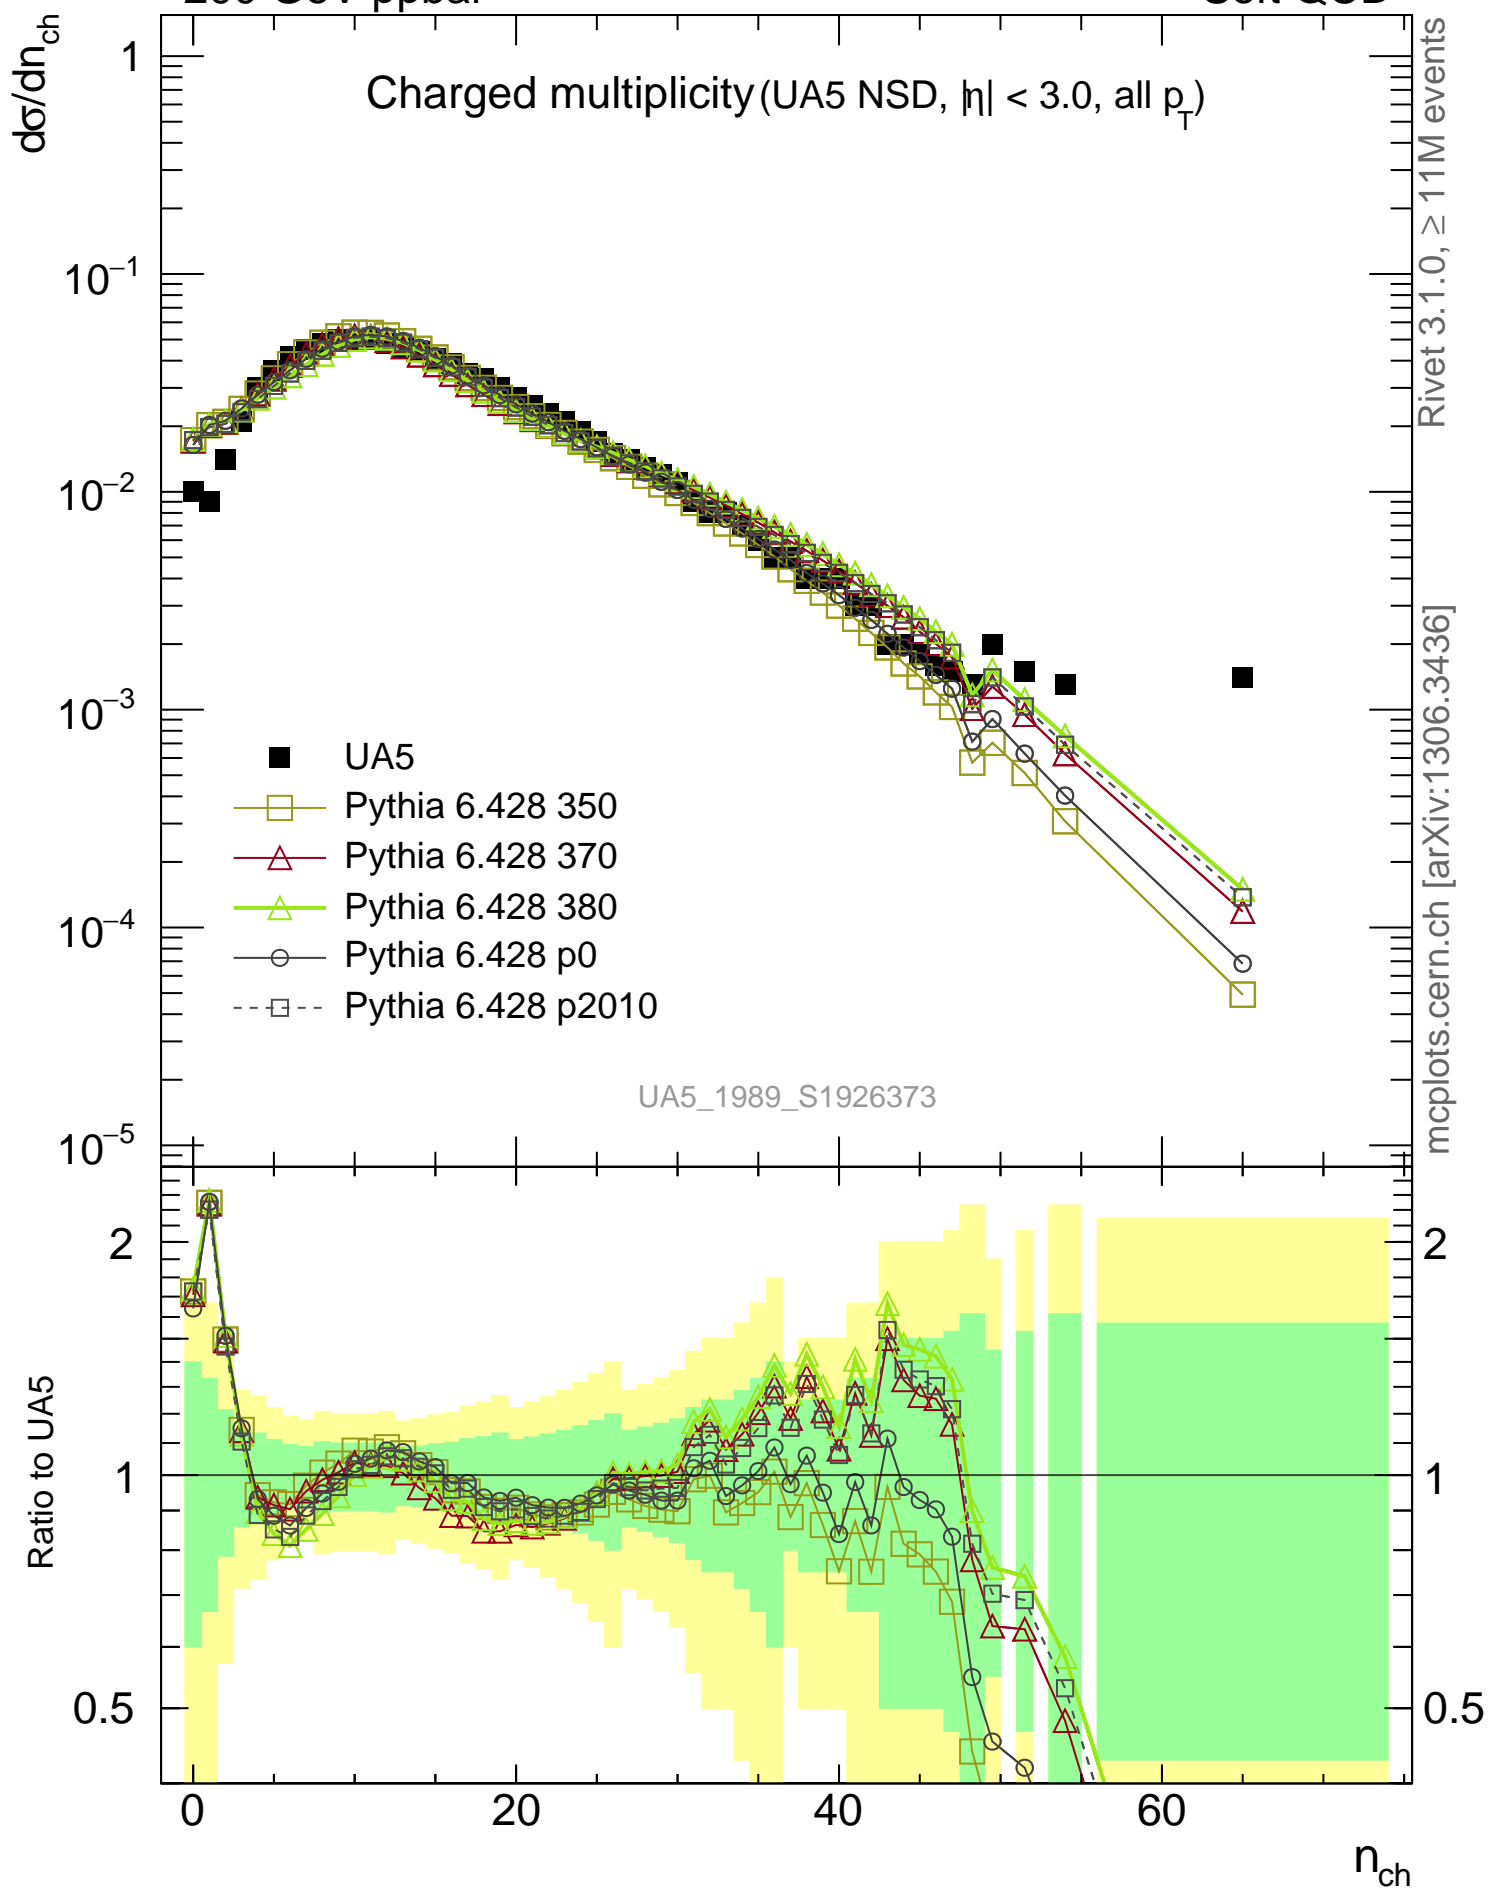 dσ/dn_ch
Charged multiplicity (UA5 NSD, |η| < 3.0, all p_T)
1
10⁻¹
10⁻²
10⁻³
10⁻⁴
10⁻⁵
UA5
Pythia 6.428 350
Pythia 6.428 370
Pythia 6.428 380
Pythia 6.428 p0
Pythia 6.428 p2010
UA5_1989_S1926373
Rivet 3.1.0, ≥ 11M events
mcplots.cern.ch [arXiv:1306.3436]
Ratio to UA5
2
1
0.5
2
1
0.5
0
20
40
60
n_ch